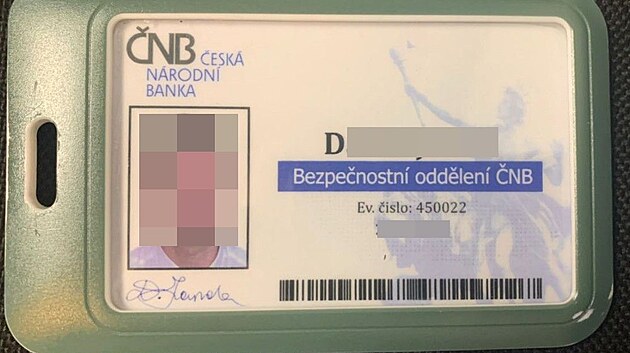 ČNB ČESKÁ
NÁRODNÍ
BANKA
D
Bezpečnostní oddělení ČNB
Ev. číslo: 450022